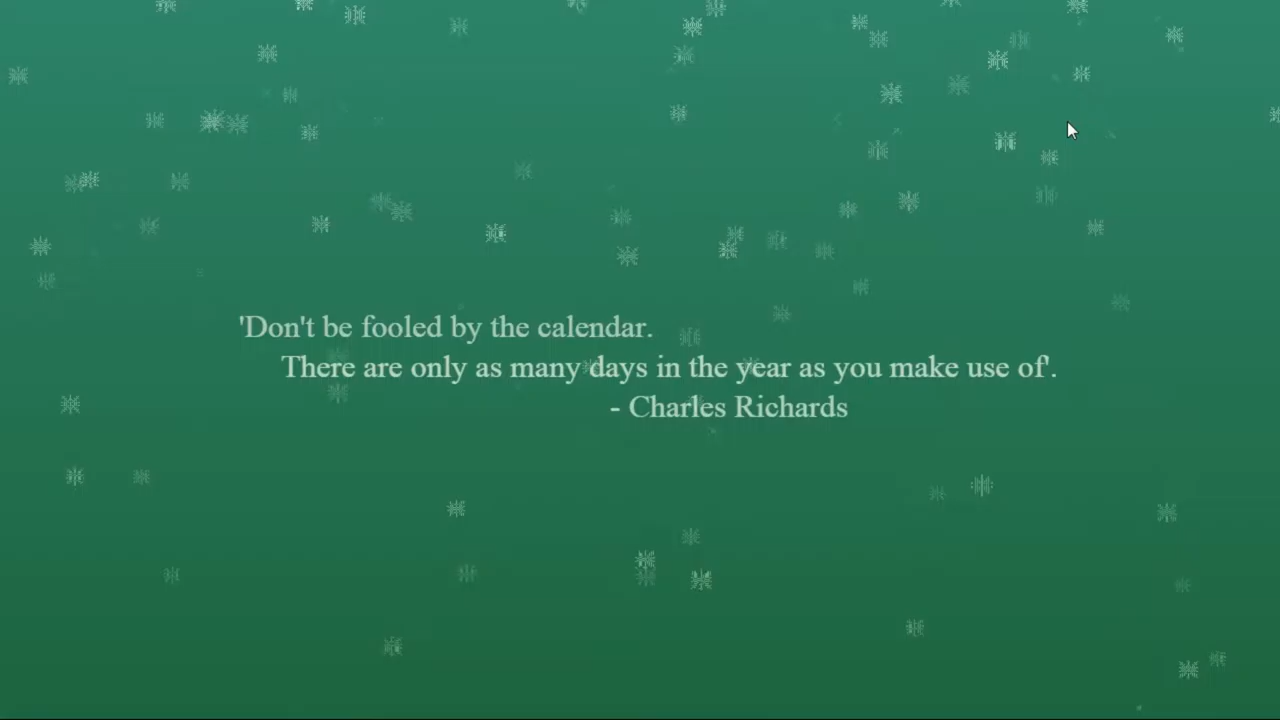 'Don't be fooled by the calendar.
There are only as many days in the year as you make use of'.
- Charles Richards